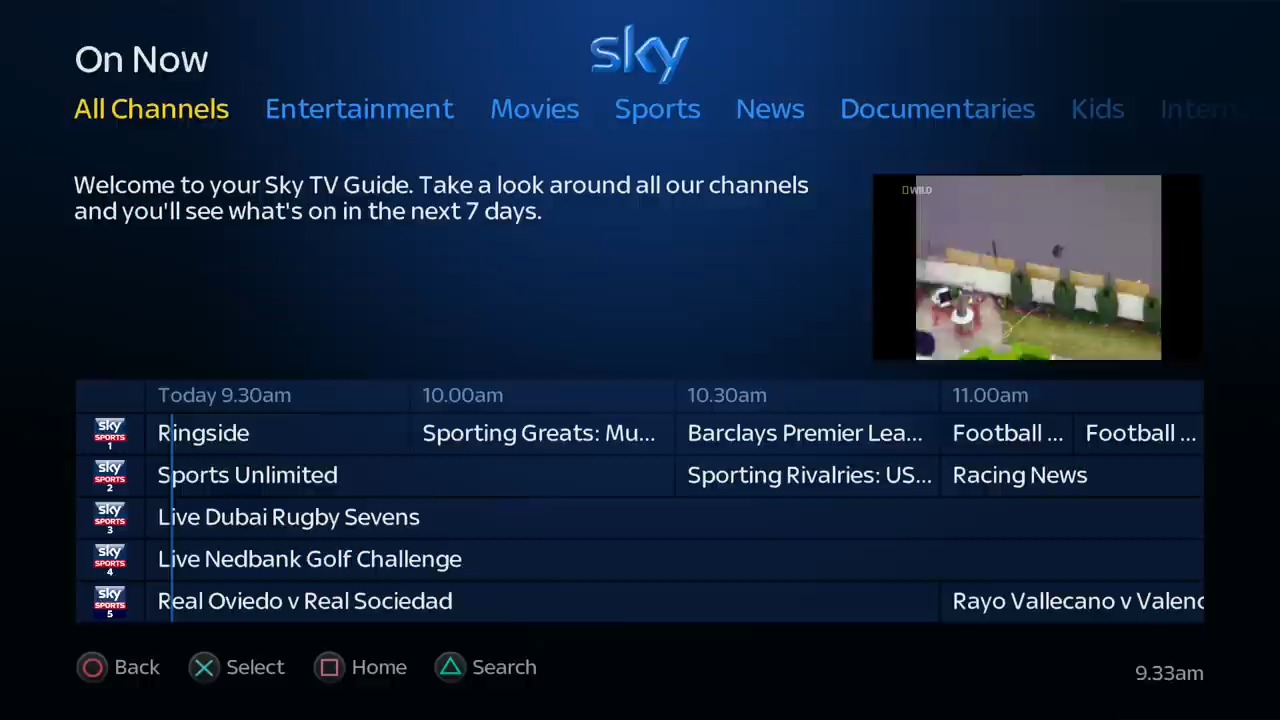 On Now
sky
All Channels Entertainment Movies Sports News Documentaries Kids Intern
Welcome to your Sky TV Guide. Take a look around all our channels
and you'll see what's on in the next 7 days.
WILD
Today 9.30am 10.00am 10.30am 11.00am
sky SPORTS 1 Ringside Sporting Greats: Mu... Barclays Premier Lea... Football ... Football ...
sky SPORTS 2 Sports Unlimited Sporting Rivalries: US... Racing News
sky SPORTS 3 Live Dubai Rugby Sevens
sky SPORTS 4 Live Nedbank Golf Challenge
sky SPORTS 5 Real Oviedo v Real Sociedad Rayo Vallecano v Valenc
Back Select Home Search
9.33am